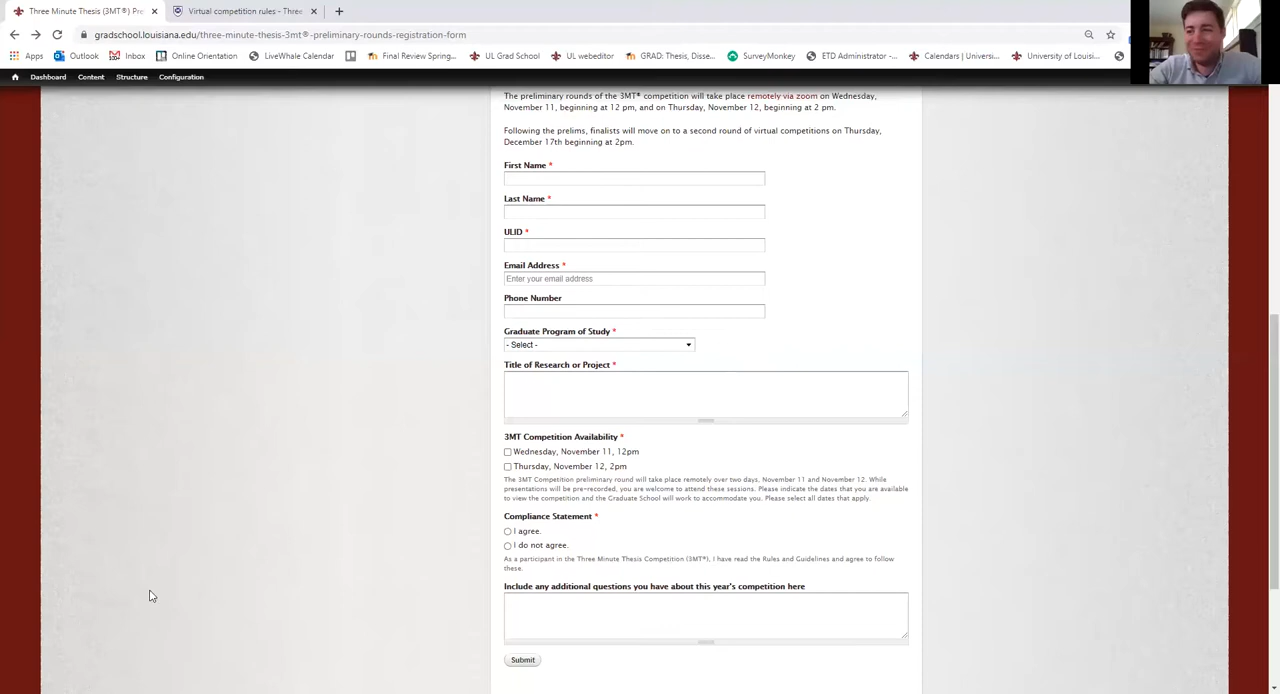 Three Minute Thesis (3MT®) Pre
Virtual competition rules - Three
gradschool.louisiana.edu/three-minute-thesis-3mt®-preliminary-rounds-registration-form
Apps
Outlook
Inbox
Online Orientation
LiveWhale Calendar
Final Review Spring...
UL Grad School
UL webeditor
GRAD: Thesis, Disse...
SurveyMonkey
ETD Administrator -...
Calendars | Universi...
University of Louisi...
Dashboard
Content
Structure
Configuration
The preliminary rounds of the 3MT® competition will take place remotely via zoom on Wednesday,
November 11, beginning at 12 pm, and on Thursday, November 12, beginning at 2 pm.
Following the prelims, finalists will move on to a second round of virtual competitions on Thursday,
December 17th beginning at 2pm.
First Name *
Last Name *
ULID *
Email Address *
Enter your email address
Phone Number
Graduate Program of Study *
- Select -
Title of Research or Project *
3MT Competition Availability *
Wednesday, November 11, 12pm
Thursday, November 12, 2pm
The 3MT Competition preliminary round will take place remotely over two days, November 11 and November 12. While
presentations will be pre-recorded, you are welcome to attend these sessions. Please indicate the dates that you are available
to view the competition and the Graduate School will work to accommodate you. Please select all dates that apply.
Compliance Statement *
I agree.
I do not agree.
As a participant in the Three Minute Thesis Competition (3MT®), I have read the Rules and Guidelines and agree to follow
these.
Include any additional questions you have about this year's competition here
Submit